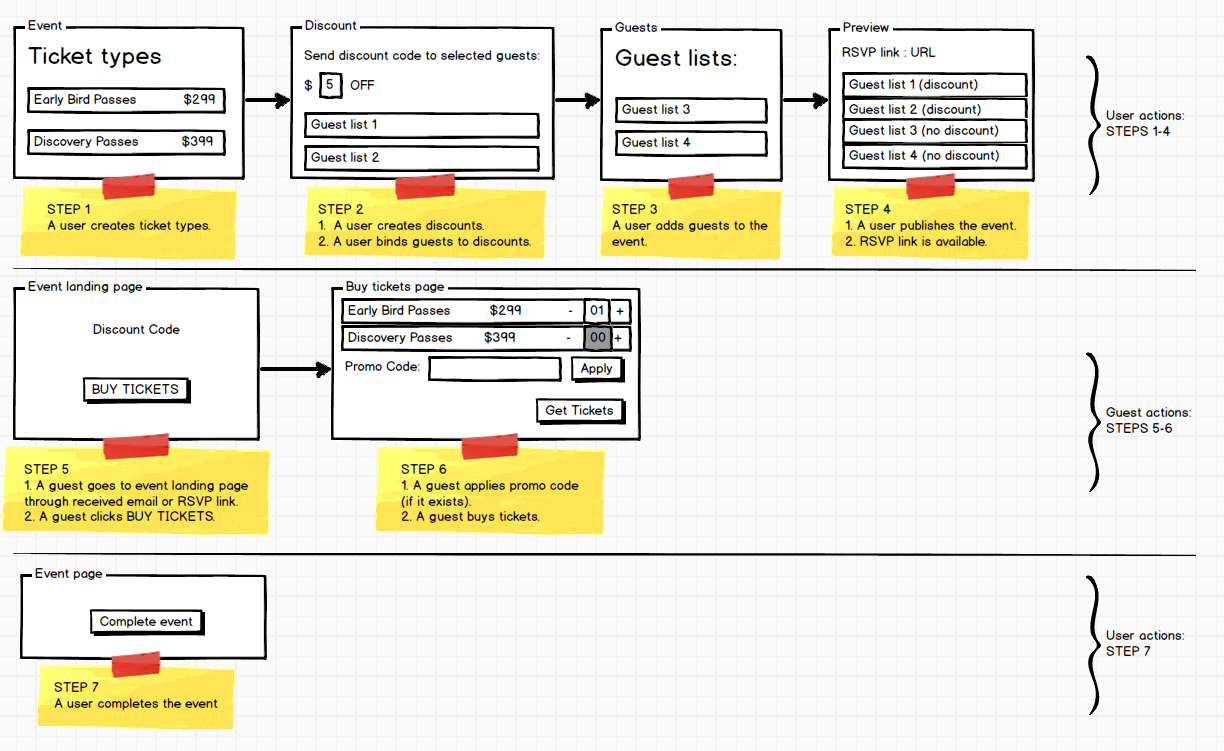 Event
Ticket types
Early Bird Passes $299
Discovery Passes $399
STEP 1
A user creates ticket types.
Discount
Send discount code to selected guests:
$ 5 OFF
Guest list 1
Guest list 2
STEP 2
1. A user creates discounts.
2. A user binds guests to discounts.
Guests
Guest lists:
Guest list 3
Guest list 4
STEP 3
A user adds guests to the
event.
Preview
RSVP link : URL
Guest list 1 (discount)
Guest list 2 (discount)
Guest list 3 (no discount)
Guest list 4 (no discount)
STEP 4
1. A user publishes the event.
2. RSVP link is available.
User actions:
STEPS 1-4
Event landing page
Discount Code
BUY TICKETS
STEP 5
1. A guest goes to event landing page
through received email or RSVP link.
2. A guest clicks BUY TICKETS.
Buy tickets page
Early Bird Passes $299 - 01 +
Discovery Passes $399 - 00 +
Promo Code: Apply
Get Tickets
STEP 6
1. A guest applies promo code
(if it exists).
2. A guest buys tickets.
Guest actions:
STEPS 5-6
Event page
Complete event
STEP 7
A user completes the event
User actions:
STEP 7